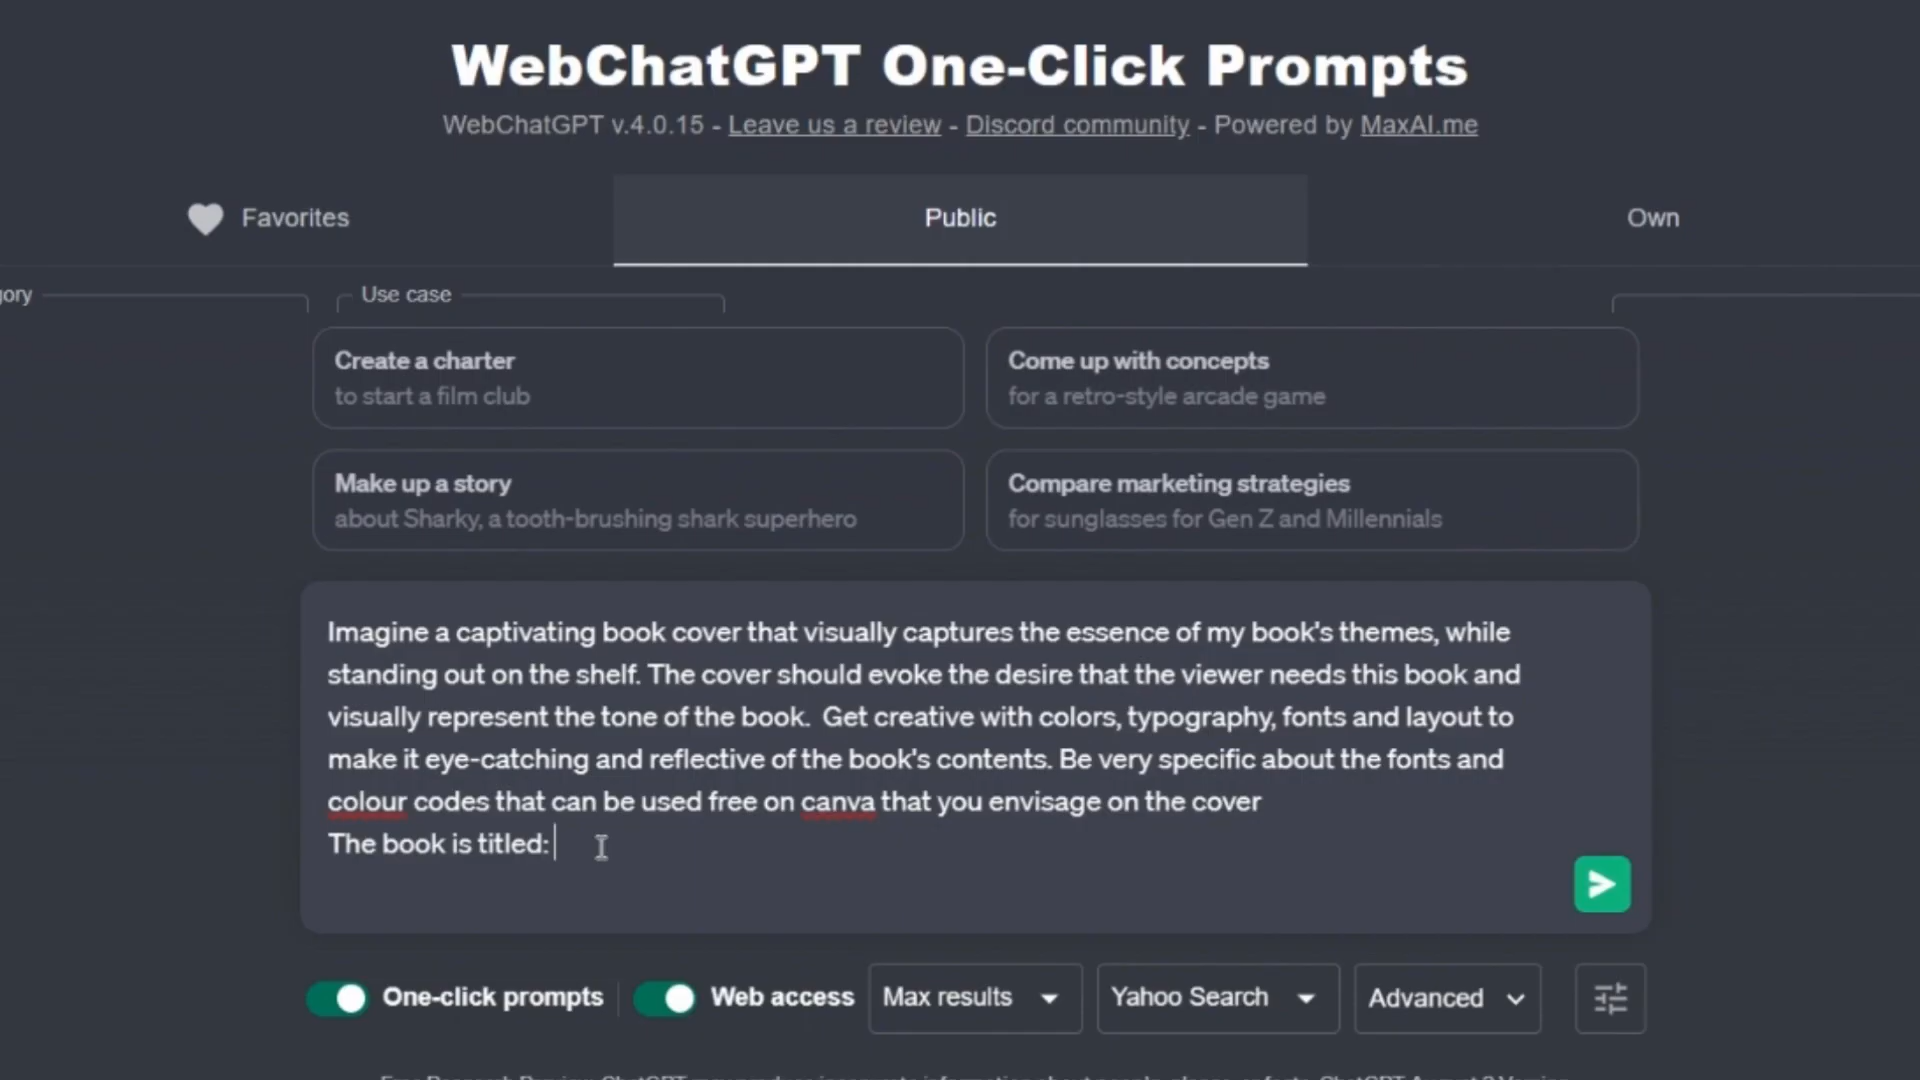 WebChatGPT One-Click Prompts
WebChatGPT v.4.0.15 - Leave us a review - Discord community - Powered by MaxAI.me
Favorites
Public
Own
gory
Use case
Create a charter
to start a film club
Come up with concepts
for a retro-style arcade game
Make up a story
about Sharky, a tooth-brushing shark superhero
Compare marketing strategies
for sunglasses for Gen Z and Millennials
Imagine a captivating book cover that visually captures the essence of my book's themes, while
standing out on the shelf. The cover should evoke the desire that the viewer needs this book and
visually represent the tone of the book.  Get creative with colors, typography, fonts and layout to
make it eye-catching and reflective of the book's contents. Be very specific about the fonts and
colour codes that can be used free on canva that you envisage on the cover
The book is titled:
One-click prompts
Web access
Max results
Yahoo Search
Advanced